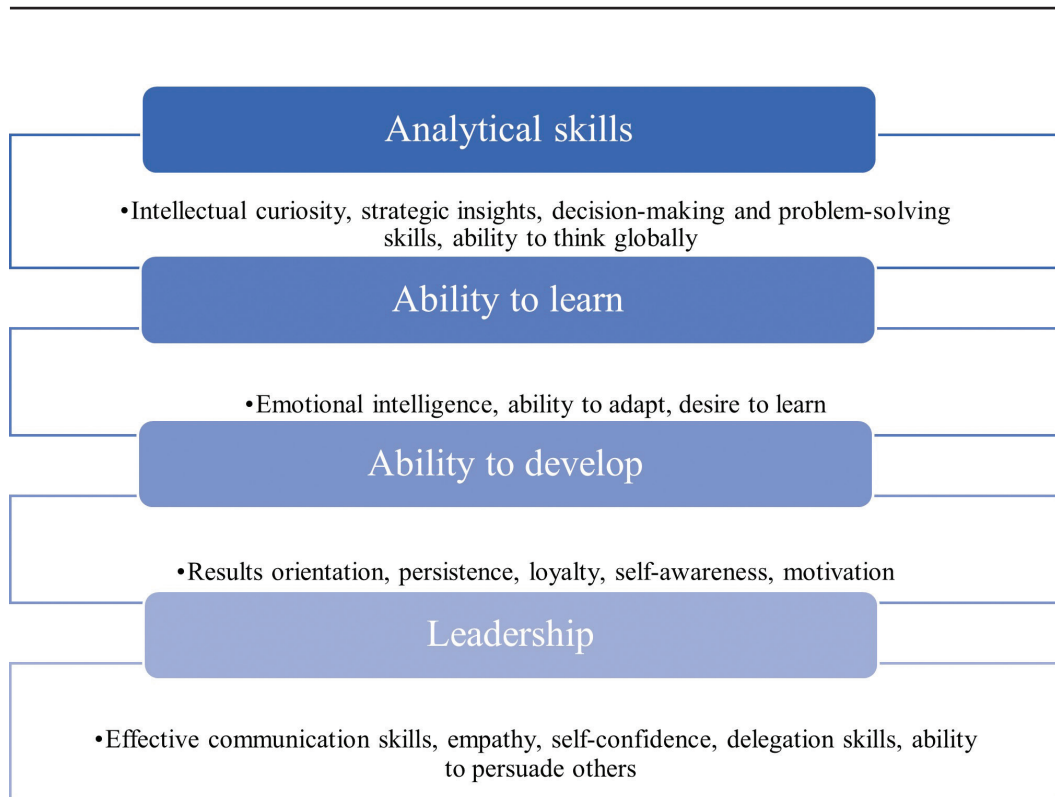 Analytical skills
•Intellectual curiosity, strategic insights, decision-making and problem-solving
skills, ability to think globally
Ability to learn
•Emotional intelligence, ability to adapt, desire to learn
Ability to develop
•Results orientation, persistence, loyalty, self-awareness, motivation
Leadership
•Effective communication skills, empathy, self-confidence, delegation skills, ability
to persuade others